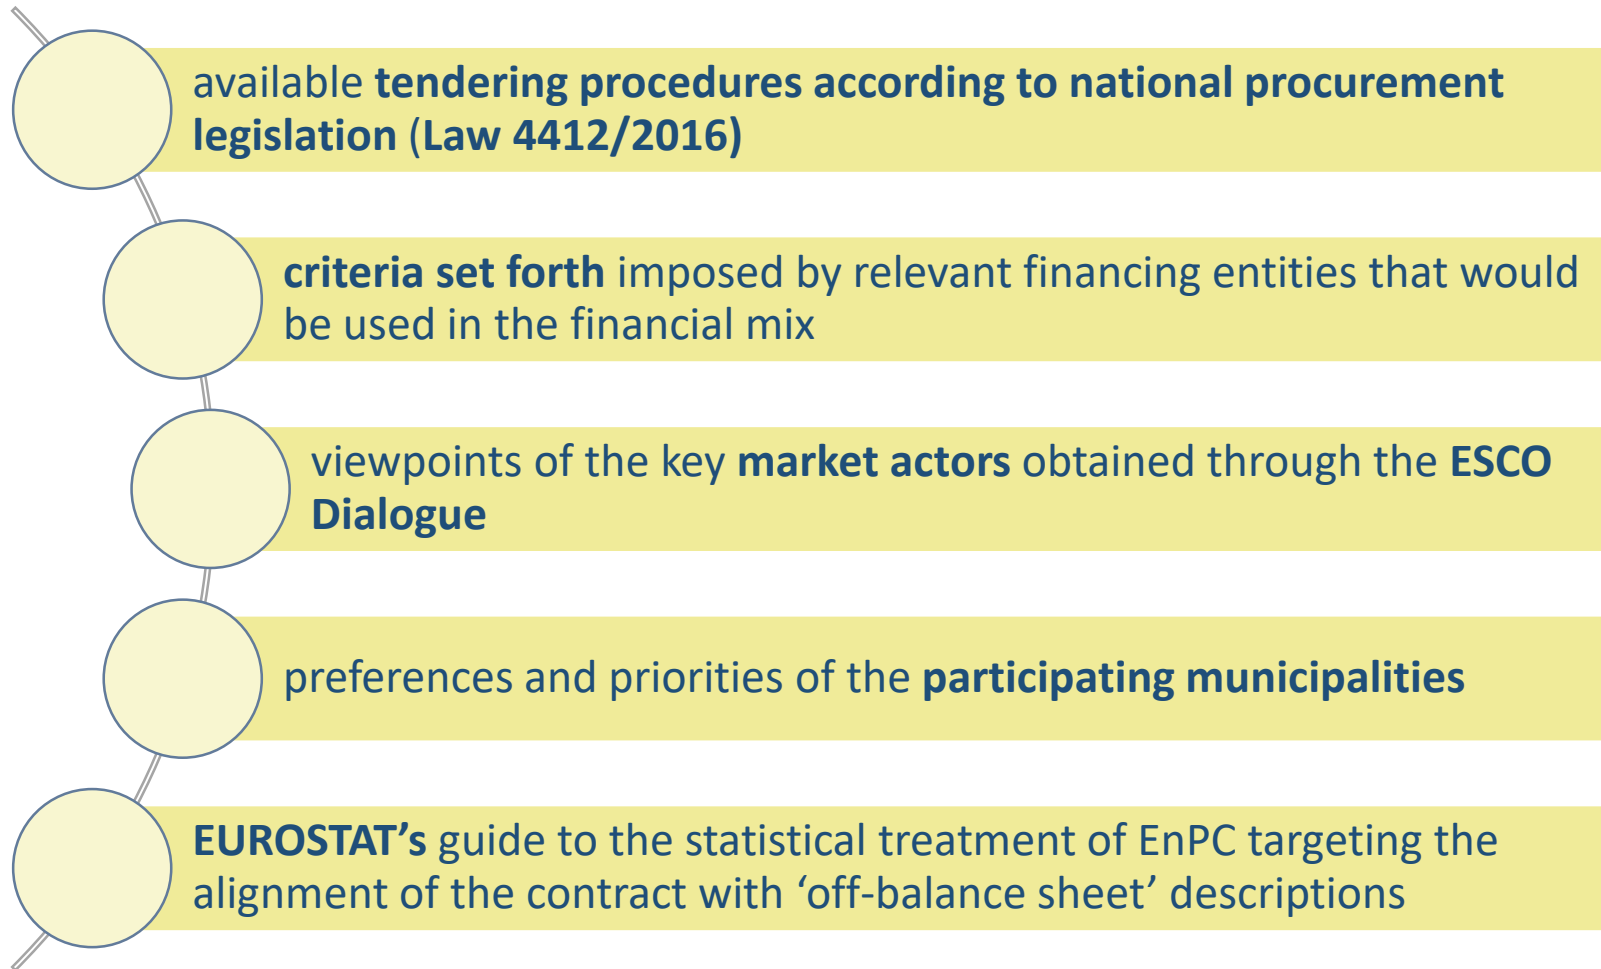 available tendering procedures according to national procurement
legislation (Law 4412/2016)
criteria set forth imposed by relevant financing entities that would
be used in the financial mix
viewpoints of the key market actors obtained through the ESCO
Dialogue
preferences and priorities of the participating municipalities
EUROSTAT’s guide to the statistical treatment of EnPC targeting the
alignment of the contract with ‘off-balance sheet’ descriptions